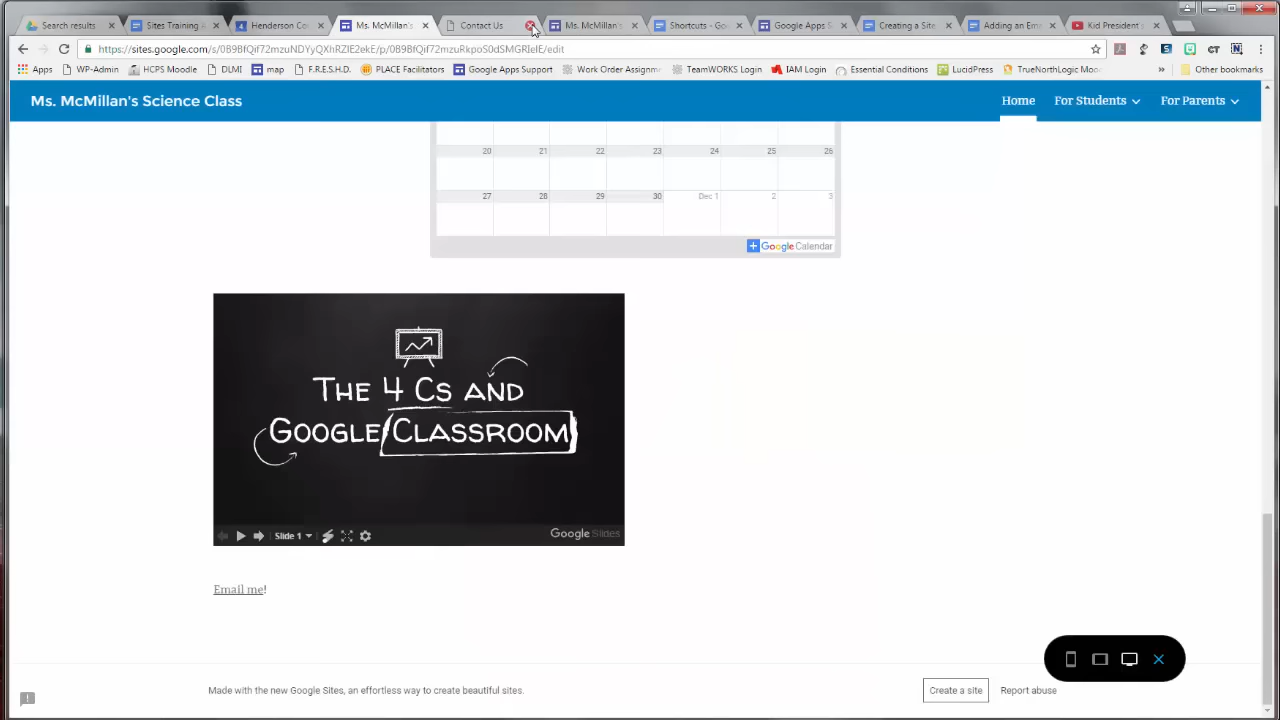 Search results
Sites Training
Henderson Co
Ms. McMillan's
Contact Us
Ms. McMillan's
Shortcuts - Go
Google Apps S
Creating a Site
Adding an Em
Kid President
https://sites.google.com
Apps
WP-Admin
HCPS Moodle
DLMI
map
F.R.E.S.H.D.
PLACE Facilitators
Google Apps Support
Work Order Assignm
TeamWORKS Login
IAM Login
Essential Conditions
LucidPress
TrueNorthLogic Moo
Other bookmarks
Ms. McMillan's Science Class
Home
For Students
For Parents
20 21 22 23 24 25 26
27 28 29 30 Dec 1 2 3
Google Calendar
The 4 Cs and
Google Classroom
Slide 1
Google Slides
Email me!
Made with the new Google Sites, an effortless way to create beautiful sites.
Create a site
Report abuse